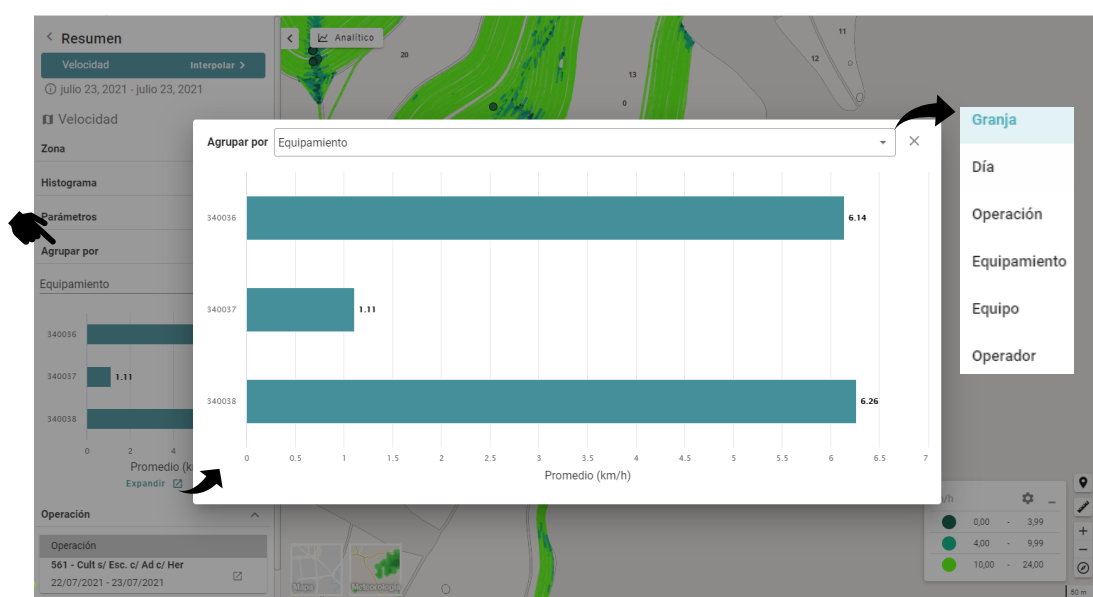 Resumen
Velocidad
Interpolar >
julio 23, 2021 - julio 23, 2021
Velocidad
Zona
Histograma
Parámetros
Agrupar por
Equipamiento
340036
340037
1.11
340038
0 2 4
Promedio (k
Expandir
Operación
Operación
561 - Cult s/ Esc. c/ Ad c/ Her
22/07/2021 - 23/07/2021
Analítico
20
13
0
11
12
Agrupar por
Equipamiento
340036
6.14
340037
1.11
340038
6.26
0 0.5 1 1.5 2 2.5 3 3.5 4 4.5 5 5.5 6 6.5 7
Promedio (km/h)
Granja
Día
Operación
Equipamiento
Equipo
Operador
/h
0,00 - 3,99
4,00 - 9,99
10,00 - 24,00
Mapa
Meteorología
50 m